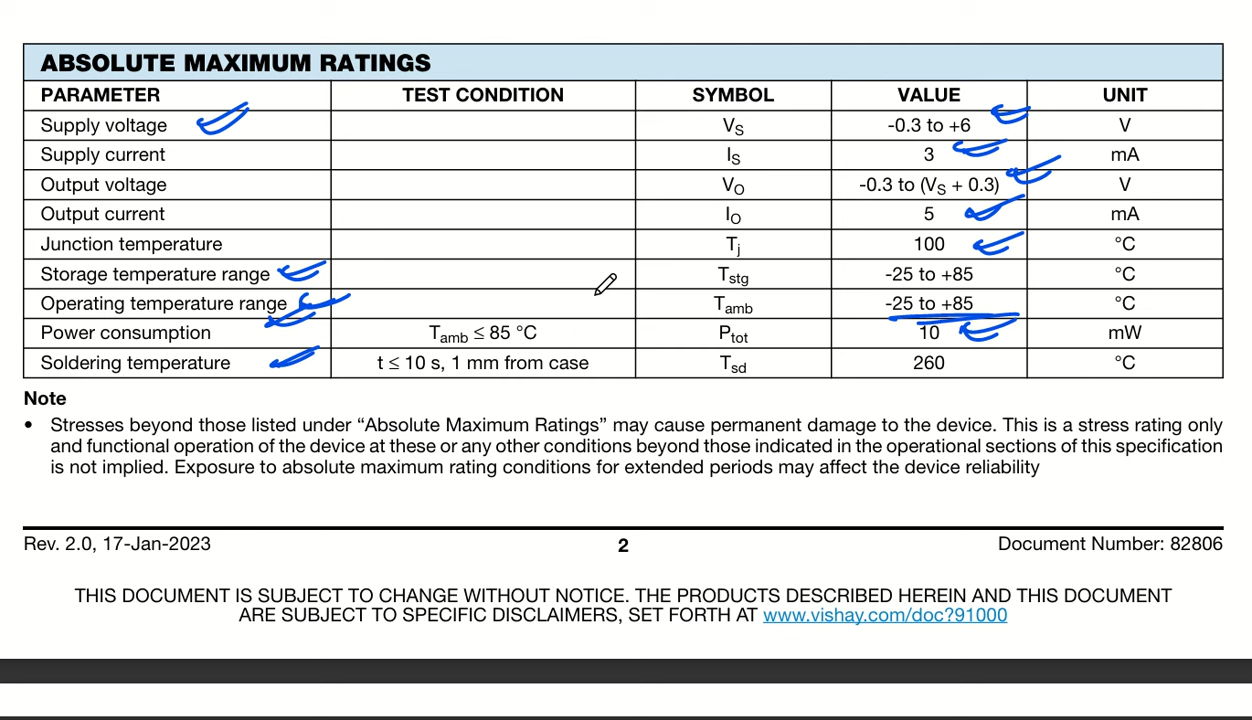 ABSOLUTE MAXIMUM RATINGS
PARAMETER TEST CONDITION SYMBOL VALUE UNIT
Supply voltage VS -0.3 to +6 V
Supply current IS 3 mA
Output voltage VO -0.3 to (VS + 0.3) V
Output current IO 5 mA
Junction temperature Tj 100 °C
Storage temperature range Tstg -25 to +85 °C
Operating temperature range Tamb -25 to +85 °C
Power consumption Tamb ≤ 85 °C Ptot 10 mW
Soldering temperature t ≤ 10 s, 1 mm from case Tsd 260 °C
Note
• Stresses beyond those listed under “Absolute Maximum Ratings” may cause permanent damage to the device. This is a stress rating only
and functional operation of the device at these or any other conditions beyond those indicated in the operational sections of this specification
is not implied. Exposure to absolute maximum rating conditions for extended periods may affect the device reliability
Rev. 2.0, 17-Jan-2023 2 Document Number: 82806
THIS DOCUMENT IS SUBJECT TO CHANGE WITHOUT NOTICE. THE PRODUCTS DESCRIBED HEREIN AND THIS DOCUMENT
ARE SUBJECT TO SPECIFIC DISCLAIMERS, SET FORTH AT www.vishay.com/doc?91000